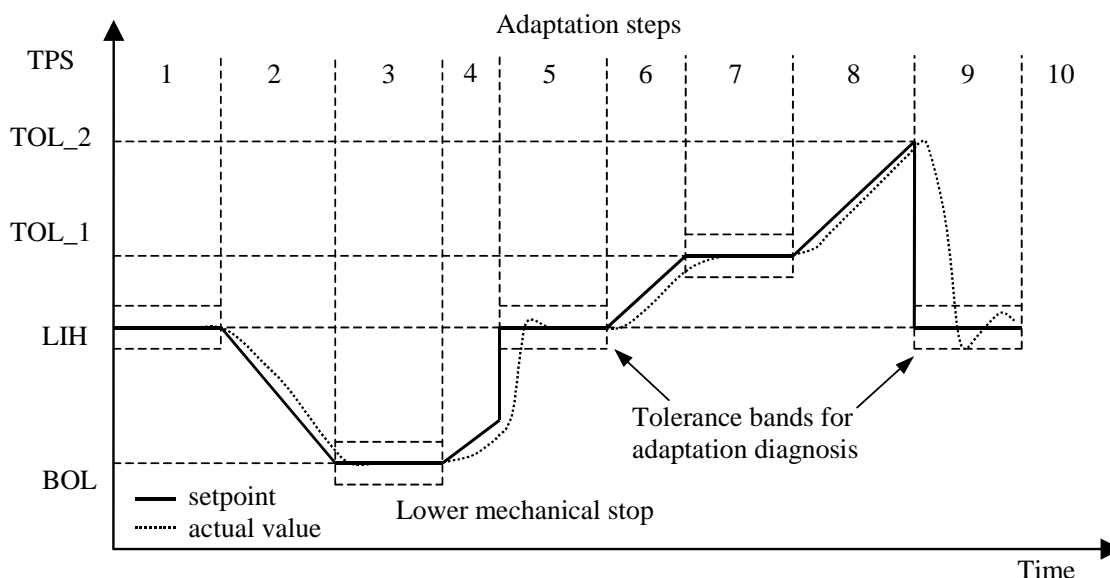 Adaptation steps
TPS
1 2 3 4 5 6 7 8 9 10
TOL_2
TOL_1
LIH
Tolerance bands for
adaptation diagnosis
BOL
setpoint
Lower mechanical stop
actual value
Time